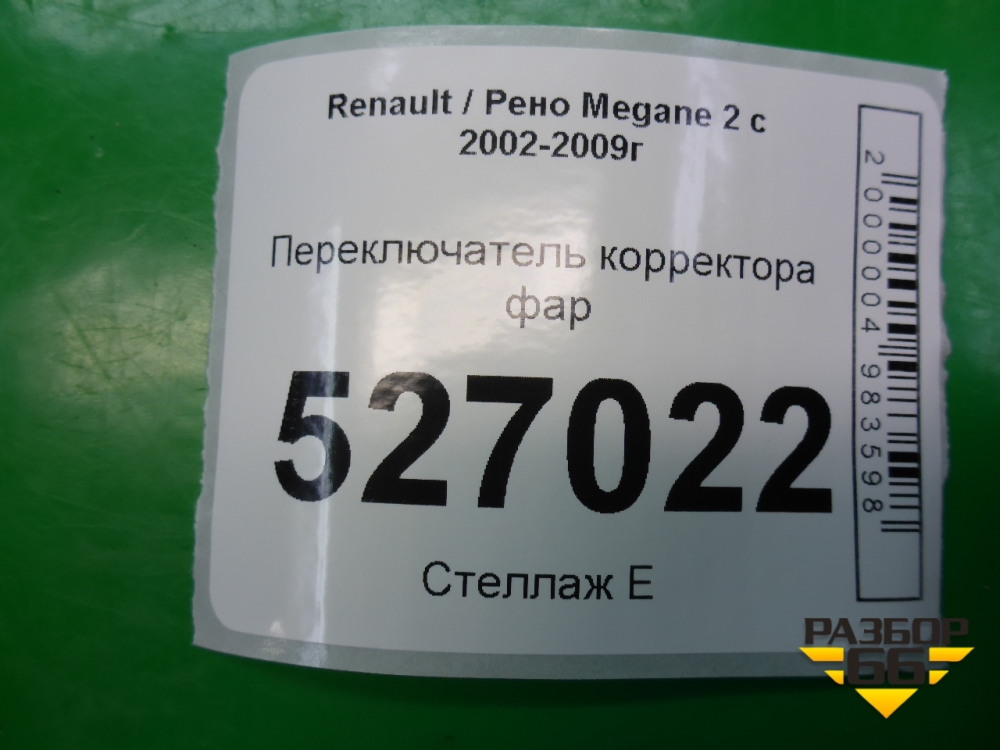 Renault / Рено Megane 2 с
2002-2009г
Переключатель корректора
фар
527022
Стеллаж Е
2000004983598
РАЗБОР
66